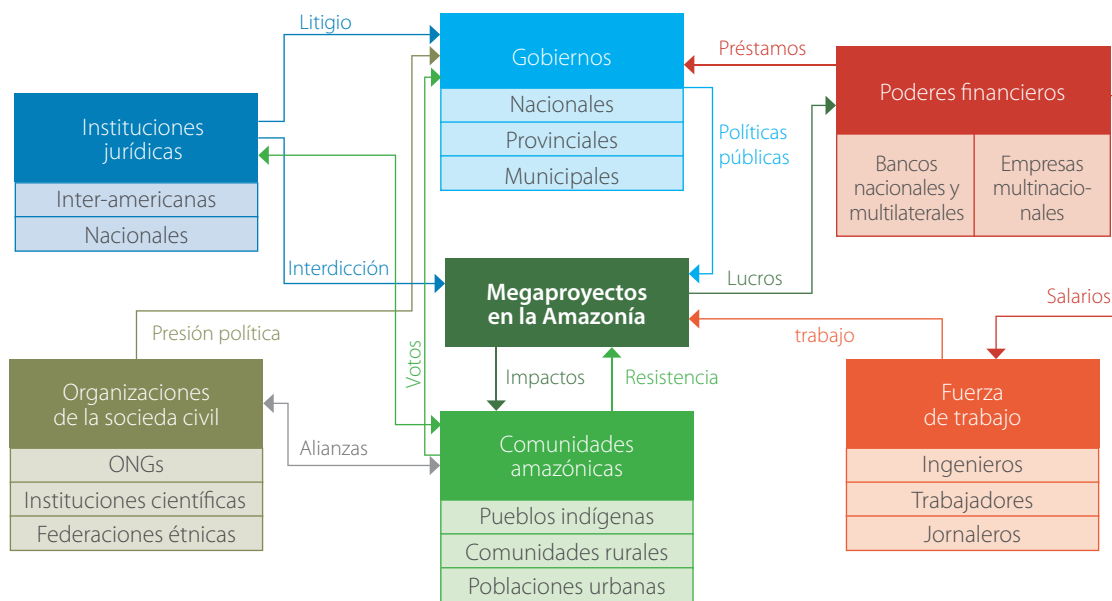 Litigio
Gobiernos
Nacionales
Provinciales
Municipales
Préstamos
Poderes financieros
Bancos
nacionales y
multilaterales
Empresas
multinacio-
nales
Instituciones
jurídicas
Inter-americanas
Nacionales
Políticas
públicas
Interdicción
Megaproyectos
en la Amazonía
Lucros
Salarios
Presión política
Votos
Impactos
Resistencia
trabajo
Organizaciones
de la socieda civil
ONGs
Instituciones científicas
Federaciones étnicas
Alianzas
Comunidades
amazónicas
Pueblos indígenas
Comunidades rurales
Poblaciones urbanas
Fuerza
de trabajo
Ingenieros
Trabajadores
Jornaleros